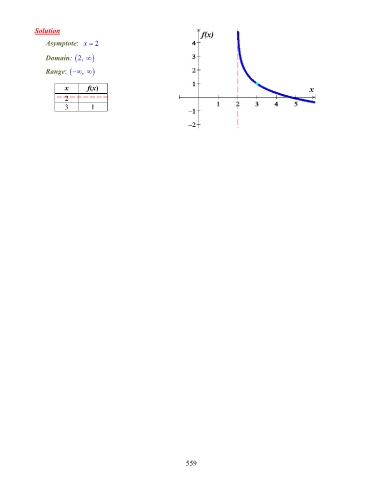 Solution
Asymptote: x = 2
Domain: (2, ∞)
Range: (−∞, ∞)
x f(x)
2
3 1
f(x)
4
3
2
1
x
1 2 3 4 5
−1
−2
559